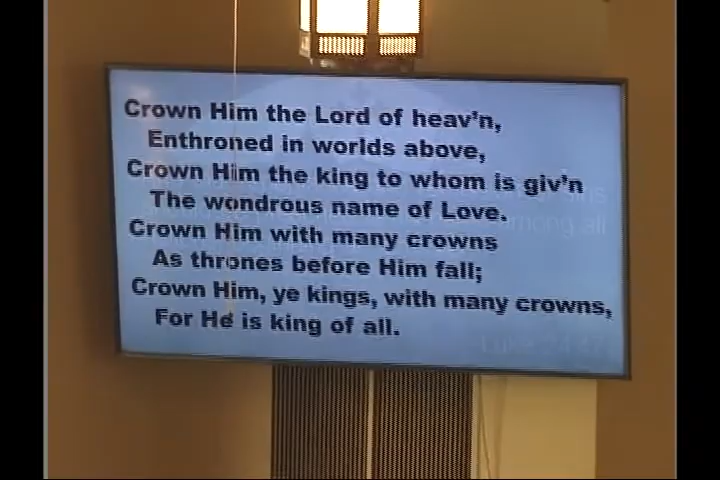 Crown Him the Lord of heav'n,
Enthroned in worlds above,
Crown Him the king to whom is giv'n
The wondrous name of Love.
Crown Him with many crowns
As thrones before Him fall;
Crown Him, ye kings, with many crowns,
For He is king of all.
among all